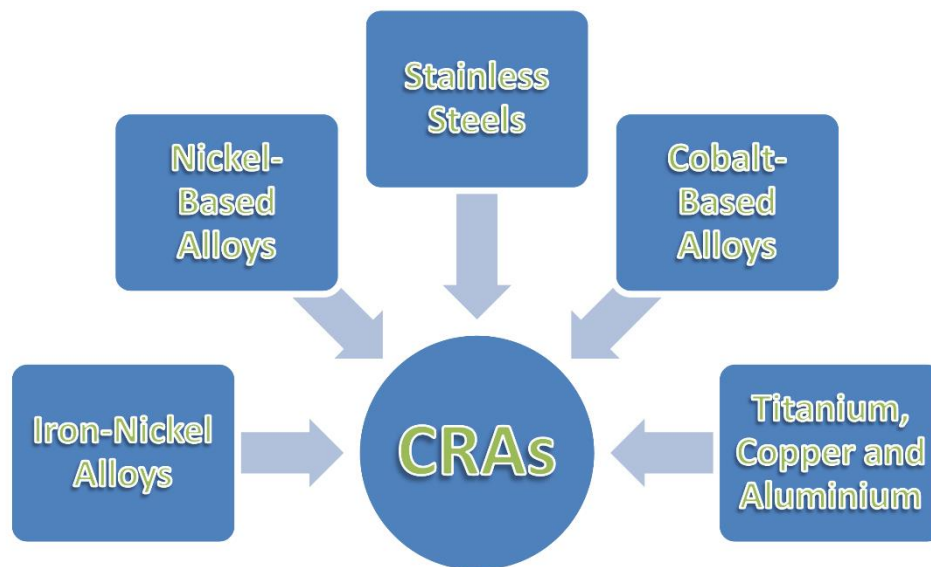 Stainless
Steels
Nickel-
Based
Alloys
Cobalt-
Based
Alloys
Iron-Nickel
Alloys
CRAs
Titanium,
Copper and
Aluminium